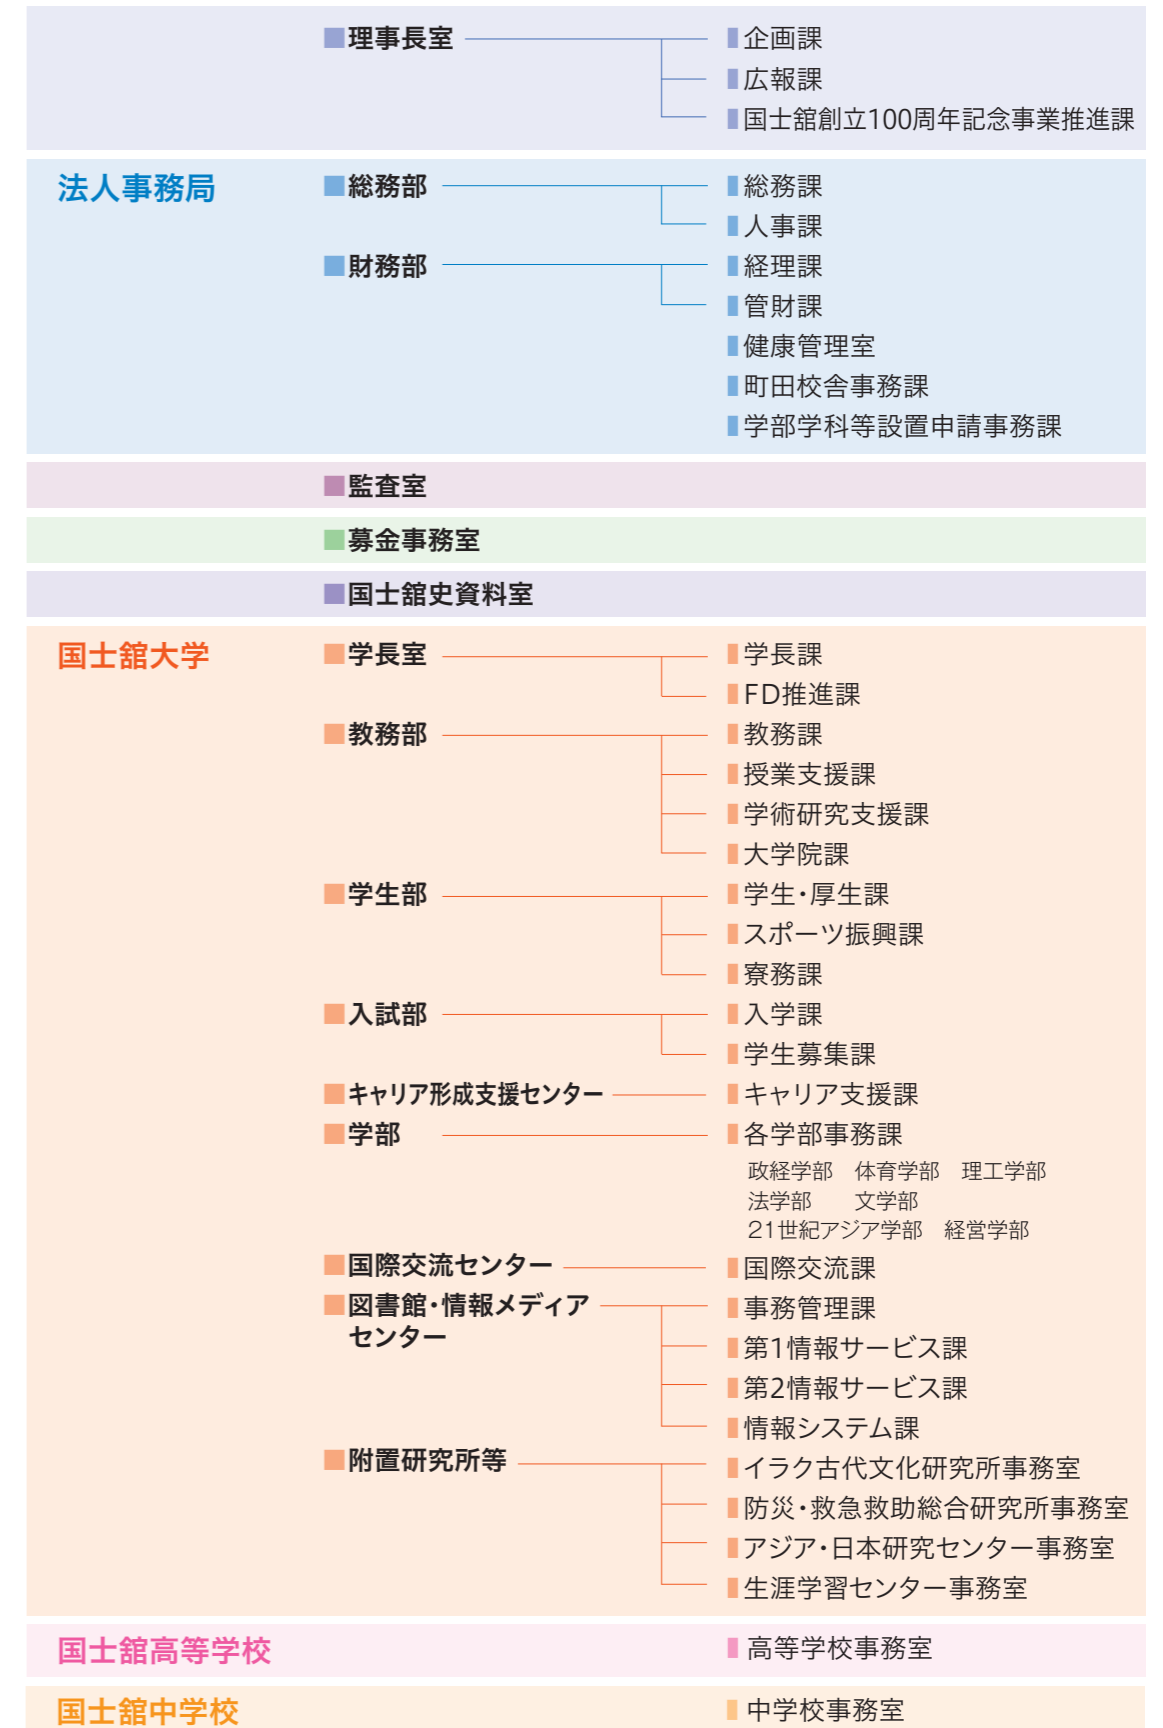 理事長室 企画課
広報課
国士舘創立100周年記念事業推進課
法人事務局 総務部 総務課
人事課
財務部 経理課
管財課
健康管理室
町田校舎事務課
学部学科等設置申請事務課
監査室
募金事務室
国士舘史資料室
国士舘大学 学長室 学長課
FD推進課
教務部 教務課
授業支援課
学術研究支援課
大学院課
学生部 学生・厚生課
スポーツ振興課
寮務課
入試部 入学課
学生募集課
キャリア形成支援センター キャリア支援課
学部 各学部事務課
政経学部 体育学部 理工学部
法学部 文学部
21世紀アジア学部 経営学部
国際交流センター 国際交流課
図書館・情報メディア 事務管理課
センター
第1情報サービス課
第2情報サービス課
情報システム課
附置研究所等 イラク古代文化研究所事務室
防災・救急救助総合研究所事務室
アジア・日本研究センター事務室
生涯学習センター事務室
国士舘高等学校 高等学校事務室
国士舘中学校 中学校事務室